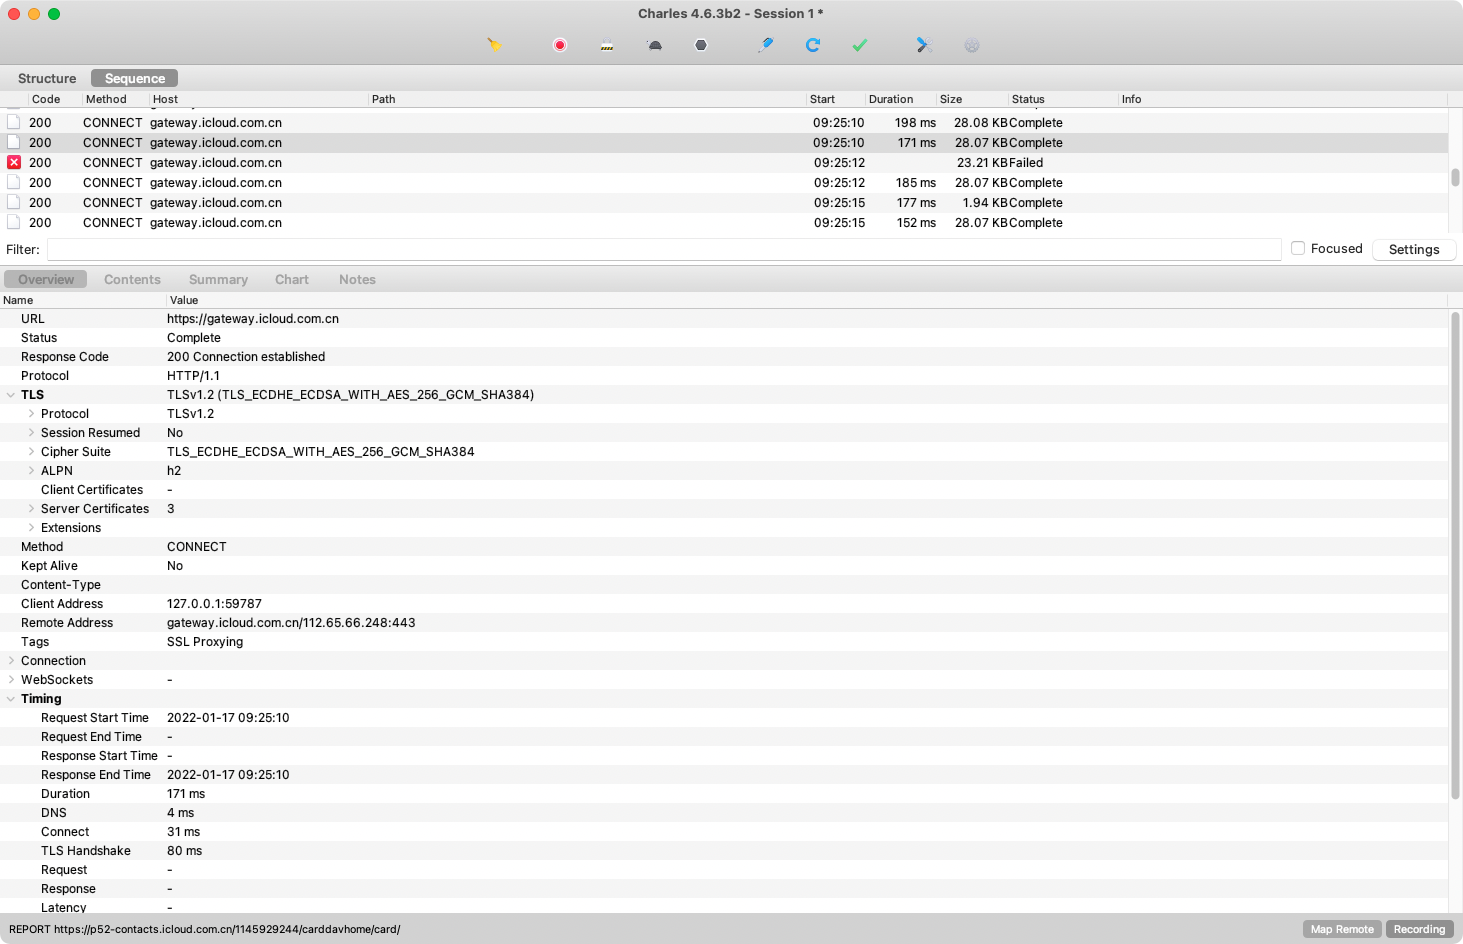 Charles 4.6.3b2 - Session 1 *
Structure Sequence
Code Method Host Path Start Duration Size Status Info
200 CONNECT gateway.icloud.com.cn 09:25:10 198 ms 28.08 KB Complete
200 CONNECT gateway.icloud.com.cn 09:25:10 171 ms 28.07 KB Complete
200 CONNECT gateway.icloud.com.cn 09:25:12 23.21 KB Failed
200 CONNECT gateway.icloud.com.cn 09:25:12 185 ms 28.07 KB Complete
200 CONNECT gateway.icloud.com.cn 09:25:15 177 ms 1.94 KB Complete
200 CONNECT gateway.icloud.com.cn 09:25:15 152 ms 28.07 KB Complete
Filter: Focused Settings
Overview Contents Summary Chart Notes
Name Value
URL https://gateway.icloud.com.cn
Status Complete
Response Code 200 Connection established
Protocol HTTP/1.1
TLS TLSv1.2 (TLS_ECDHE_ECDSA_WITH_AES_256_GCM_SHA384)
Protocol TLSv1.2
Session Resumed No
Cipher Suite TLS_ECDHE_ECDSA_WITH_AES_256_GCM_SHA384
ALPN h2
Client Certificates -
Server Certificates 3
Extensions
Method CONNECT
Kept Alive No
Content-Type
Client Address 127.0.0.1:59787
Remote Address gateway.icloud.com.cn/112.65.66.248:443
Tags SSL Proxying
Connection
WebSockets -
Timing
Request Start Time 2022-01-17 09:25:10
Request End Time -
Response Start Time -
Response End Time 2022-01-17 09:25:10
Duration 171 ms
DNS 4 ms
Connect 31 ms
TLS Handshake 80 ms
Request -
Response -
Latency -
REPORT https://p52-contacts.icloud.com.cn/1145929244/carddavhome/card/ Map Remote Recording